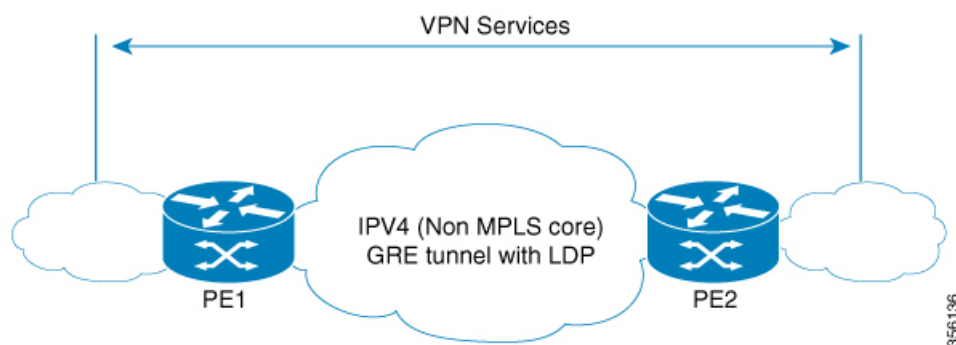 VPN Services
IPV4 (Non MPLS core)
GRE tunnel with LDP
PE1
PE2
356136